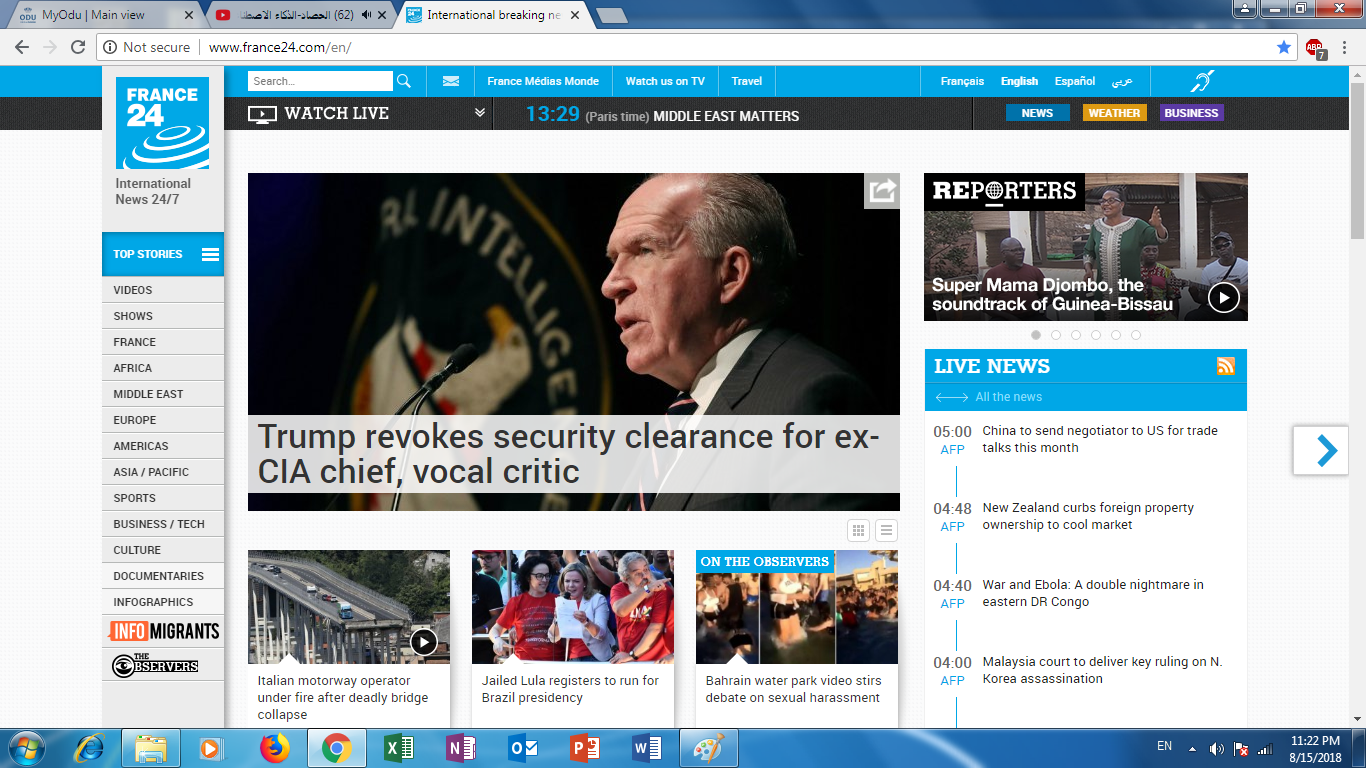 MyOdu | Main view
(62) الحصاد-الذكاء الاصطنا
International breaking ne
Not secure
www.france24.com/en/
ABP
7
FRANCE
24
International
News 24/7
Search...
France Médias Monde
Watch us on TV
Travel
Français
English
Español
عربي
WATCH LIVE
13:29 (Paris time) MIDDLE EAST MATTERS
NEWS
WEATHER
BUSINESS
TOP STORIES
VIDEOS
SHOWS
FRANCE
AFRICA
MIDDLE EAST
EUROPE
AMERICAS
ASIA / PACIFIC
SPORTS
BUSINESS / TECH
CULTURE
DOCUMENTARIES
INFOGRAPHICS
INFOMIGRANTS
THE
OBSERVERS
RAL INTELLIGEN
Trump revokes security clearance for ex-
CIA chief, vocal critic
REPORTERS
Super Mama Djombo, the
soundtrack of Guinea-Bissau
LIVE NEWS
All the news
05:00
AFP
China to send negotiator to US for trade
talks this month
04:48
AFP
New Zealand curbs foreign property
ownership to cool market
04:40
AFP
War and Ebola: A double nightmare in
eastern DR Congo
04:00
AFP
Malaysia court to deliver key ruling on N.
Korea assassination
Italian motorway operator
under fire after deadly bridge
collapse
Jailed Lula registers to run for
Brazil presidency
ON THE OBSERVERS
Bahrain water park video stirs
debate on sexual harassment
EN
11:22 PM
8/15/2018